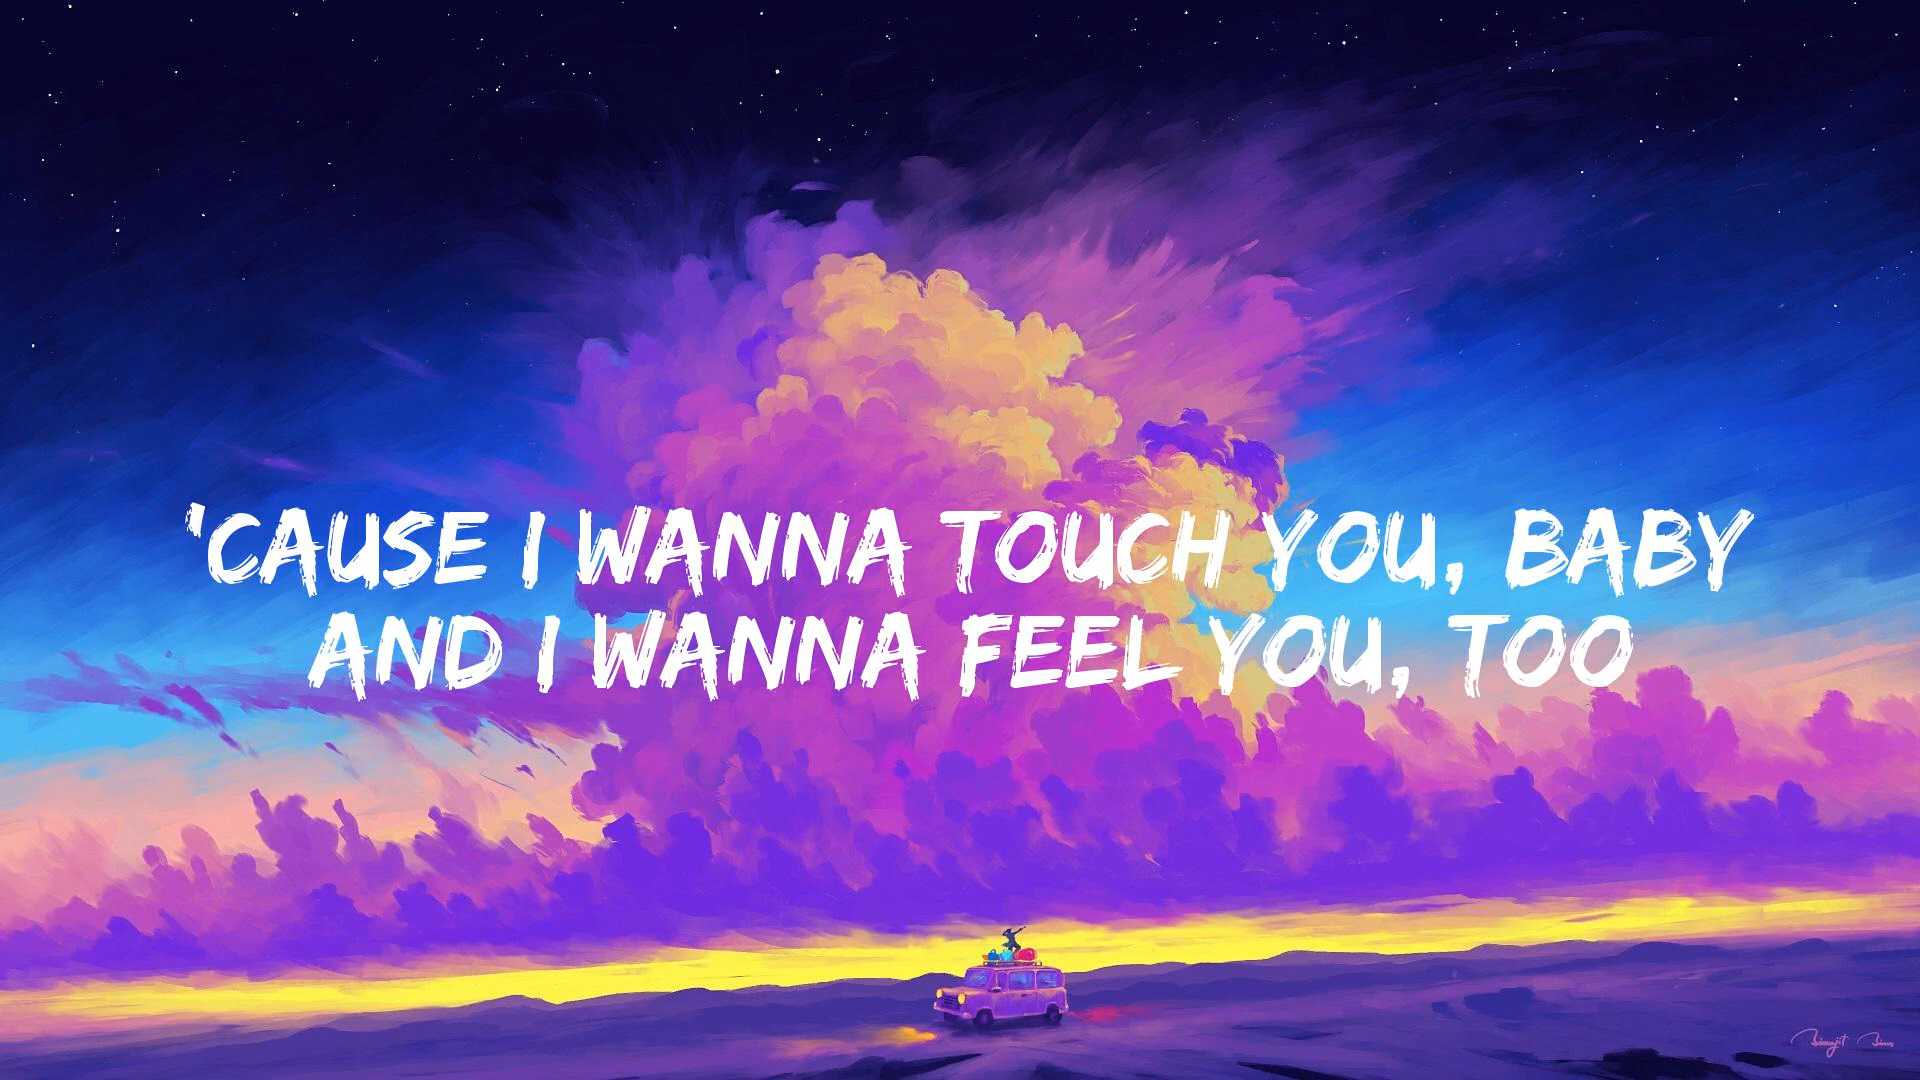 'CAUSE I WANNA TOUCH YOU, BABY
AND I WANNA FEEL YOU, TOO